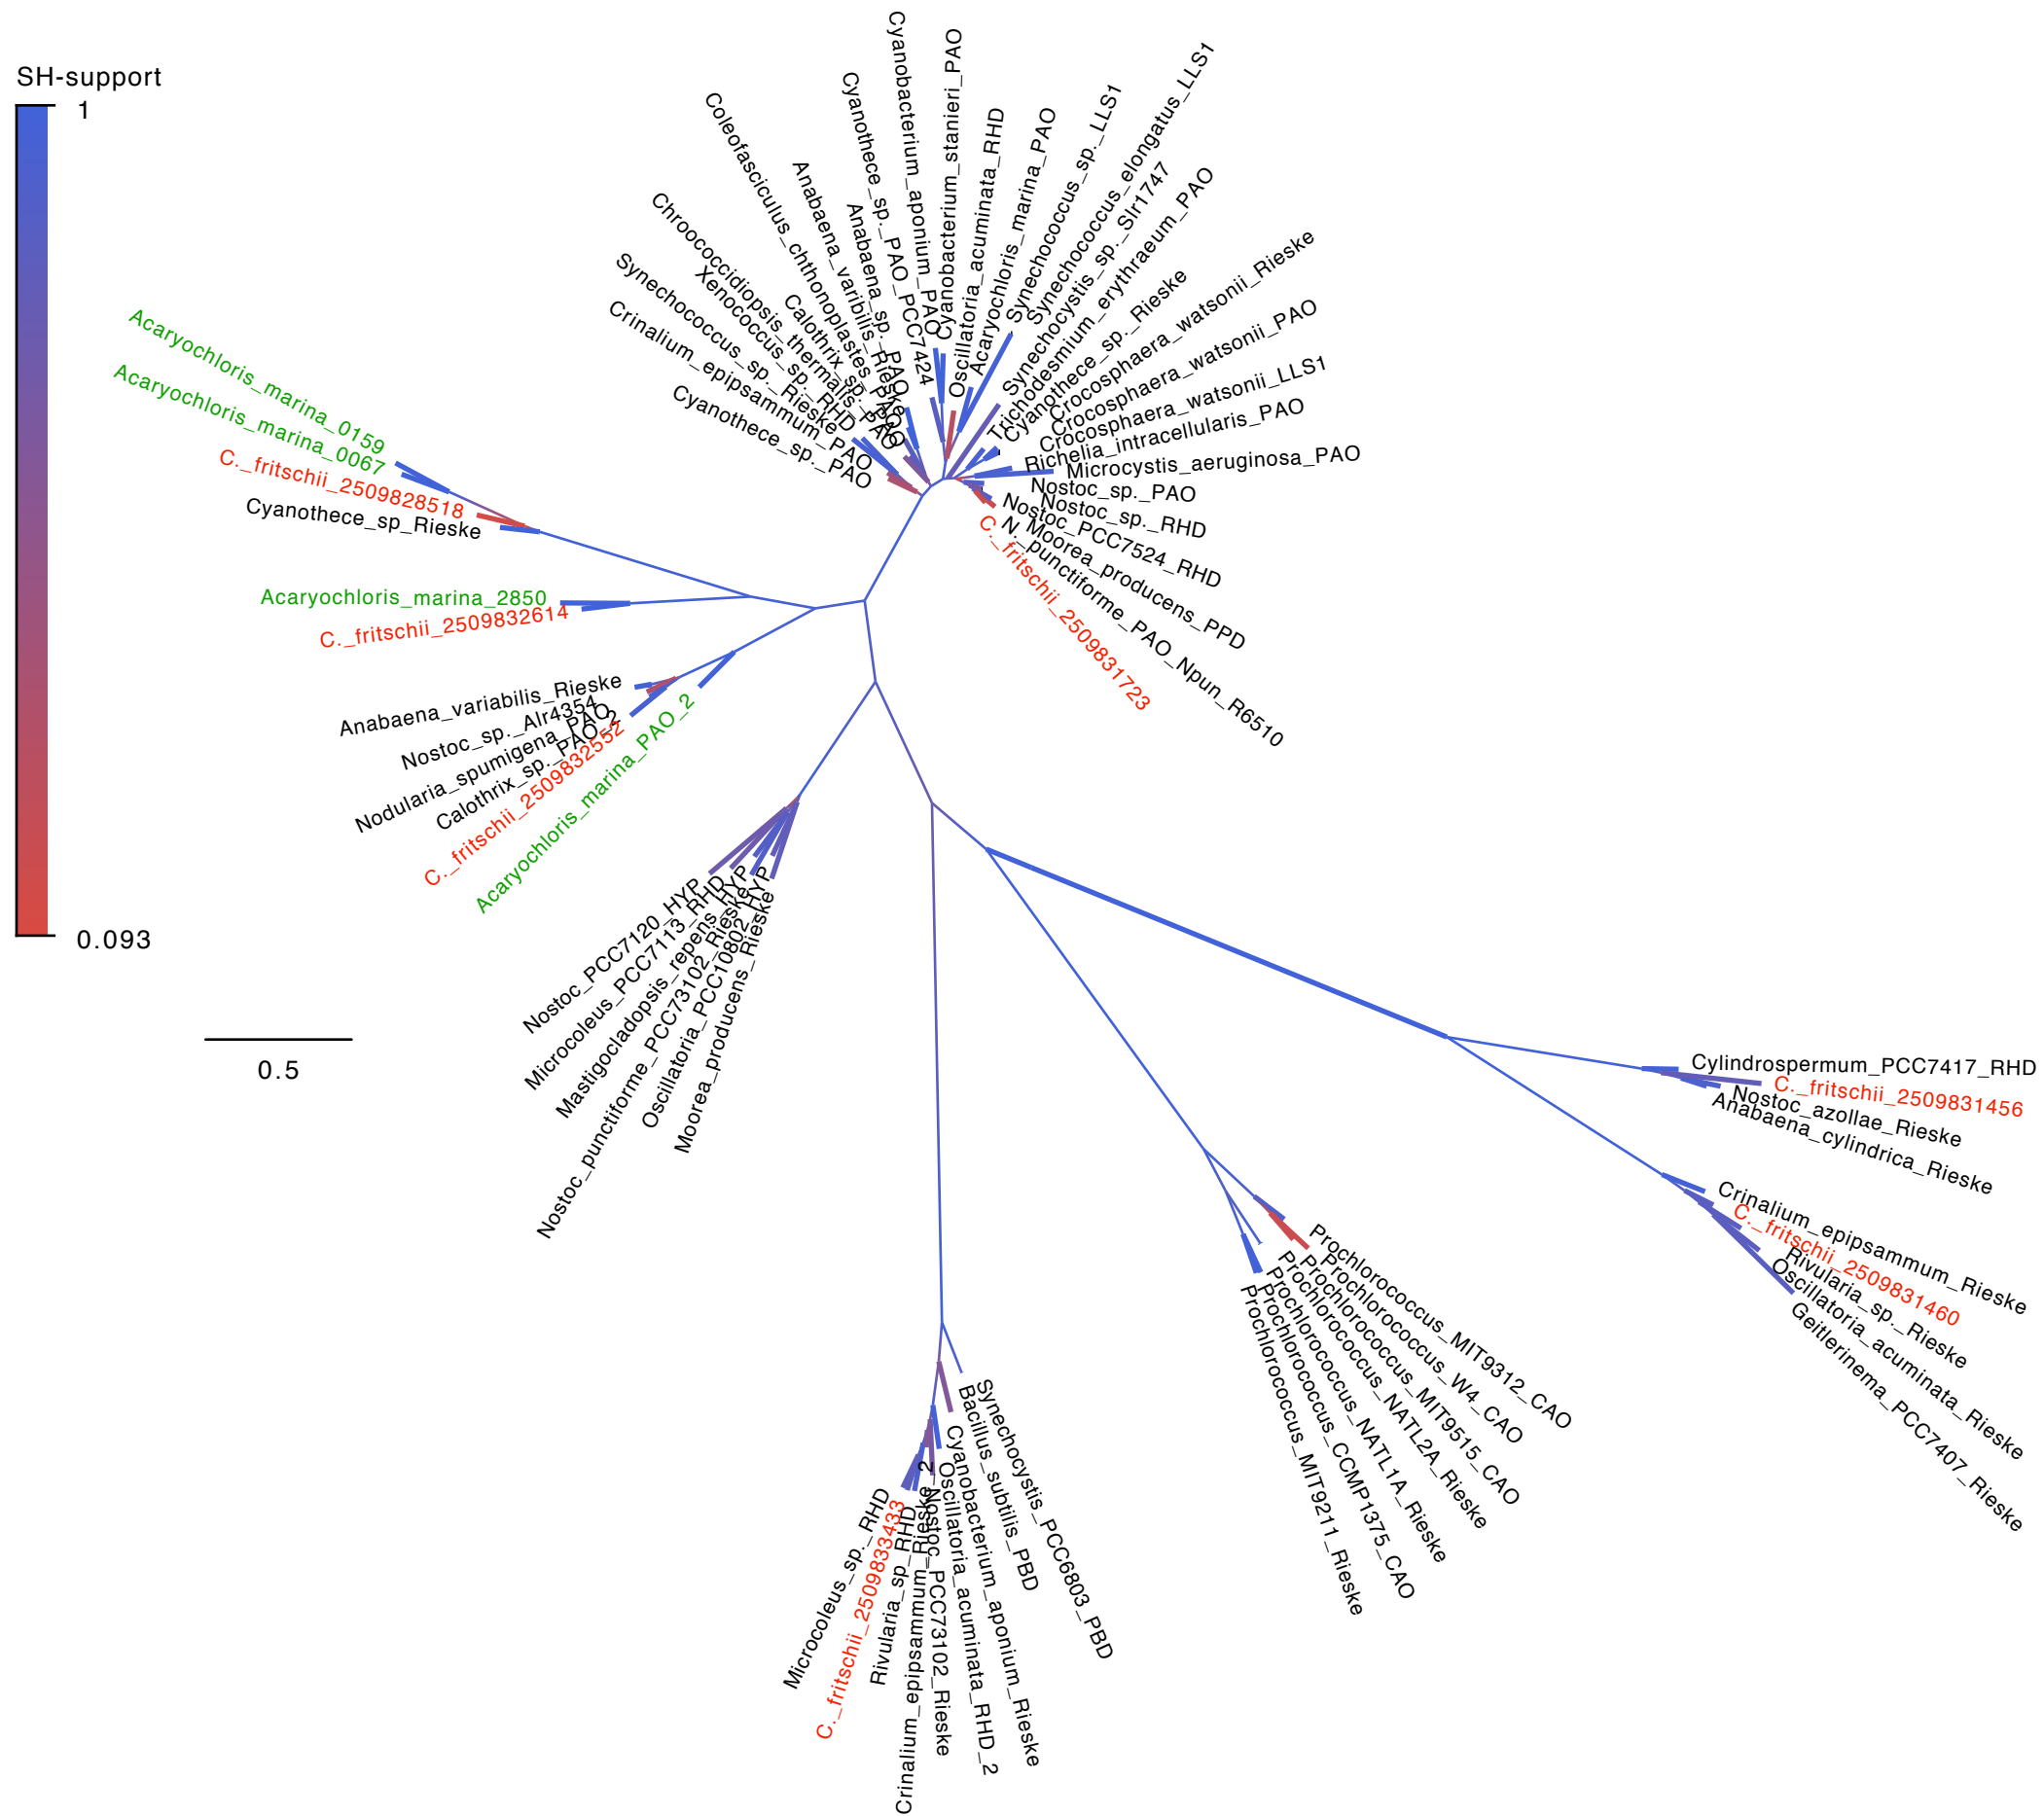 SH-support
1
0.093
0.5
Cyanobacterium_aponium_PAO
Cyanobacterium_stanieri_PAO
Cyanothece_sp._PAO_PCC7424
Coleofasciculus_chthonoplastes_PAO
Anabaena_varibilis_Rieske
Anabaena_sp._PAO
Chroococcidiopsis_thermalis_PAO
Calothrix_sp._PAO
Xenococcus_sp._RHD
Synechococcus_sp._Rieske
Crinalium_epipsammum_PAO
Cyanothece_sp._PAO
Oscillatoria_acuminata_RHD
Acaryochloris_marina_PAO
Synechococcus_sp._LLS1
Synechococcus_elongatus_LLS1
Synechocystis_sp._Slr1747
Trichodesmium_erythraeum_PAO
Cyanothece_sp._Rieske
Crocosphaera_watsonii_Rieske
Crocosphaera_watsonii_PAO
Crocosphaera_watsonii_LLS1
Richelia_intracellularis_PAO
Microcystis_aeruginosa_PAO
Nostoc_sp._PAO
Nostoc_sp._RHD
Nostoc_PCC7524_RHD
Moorea_producens_PPD
N._punctiforme_PAO_Npun_R6510
C._fritschii_2509831723
Acaryochloris_marina_0159
Acaryochloris_marina_0067
C._fritschii_2509828518
Cyanothece_sp_Rieske
Acaryochloris_marina_2850
C._fritschii_2509832614
Anabaena_variabilis_Rieske
Nostoc_sp._Alr4354
Nodularia_spumigena_PAO
Calothrix_sp._PAO_2
C._fritschii_2509832552
Acaryochloris_marina_PAO_2
Nostoc_PCC7120_HYP
Microcoleus_PCC7113_RHD
Mastigocladopsis_repens_HYP
Nostoc_punctiforme_PCC73102_Rieske
Oscillatoria_PCC10802_HYP
Moorea_producens_Rieske
Cylindrospermum_PCC7417_RHD
C._fritschii_2509831456
Nostoc_azollae_Rieske
Anabaena_cylindrica_Rieske
Crinalium_epipsammum_Rieske
C._fritschii_2509831460
Rivularia_sp._Rieske
Oscillatoria_acuminata_Rieske
Geitlerinema_PCC7407_Rieske
Prochlorococcus_MIT9312_CAO
Prochlorococcus_W4_CAO
Prochlorococcus_MIT9515_CAO
Prochlorococcus_NATL2A_Rieske
Prochlorococcus_NATL1A_Rieske
Prochlorococcus_CCMP1375_CAO
Prochlorococcus_MIT9211_Rieske
Synechocystis_PCC6803_PBD
Bacillus_subtilis_PBD
Cyanobacterium_aponium_Rieske
Oscillatoria_acuminata_RHD_2
Nostoc_PCC73102_Rieske
Crinalium_epipsammum_Rieske_2
Rivularia_sp_RHD
C._fritschii_2509833433
Microcoleus_sp._RHD